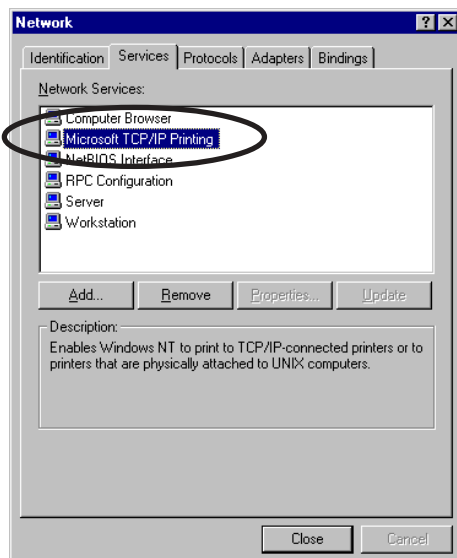 Network
Identification Services Protocols Adapters Bindings
Network Services:
Computer Browser
Microsoft TCP/IP Printing
NetBIOS Interface
RPC Configuration
Server
Workstation
Add... Remove Properties... Update
Description:
Enables Windows NT to print to TCP/IP-connected printers or to
printers that are physically attached to UNIX computers.
Close Cancel